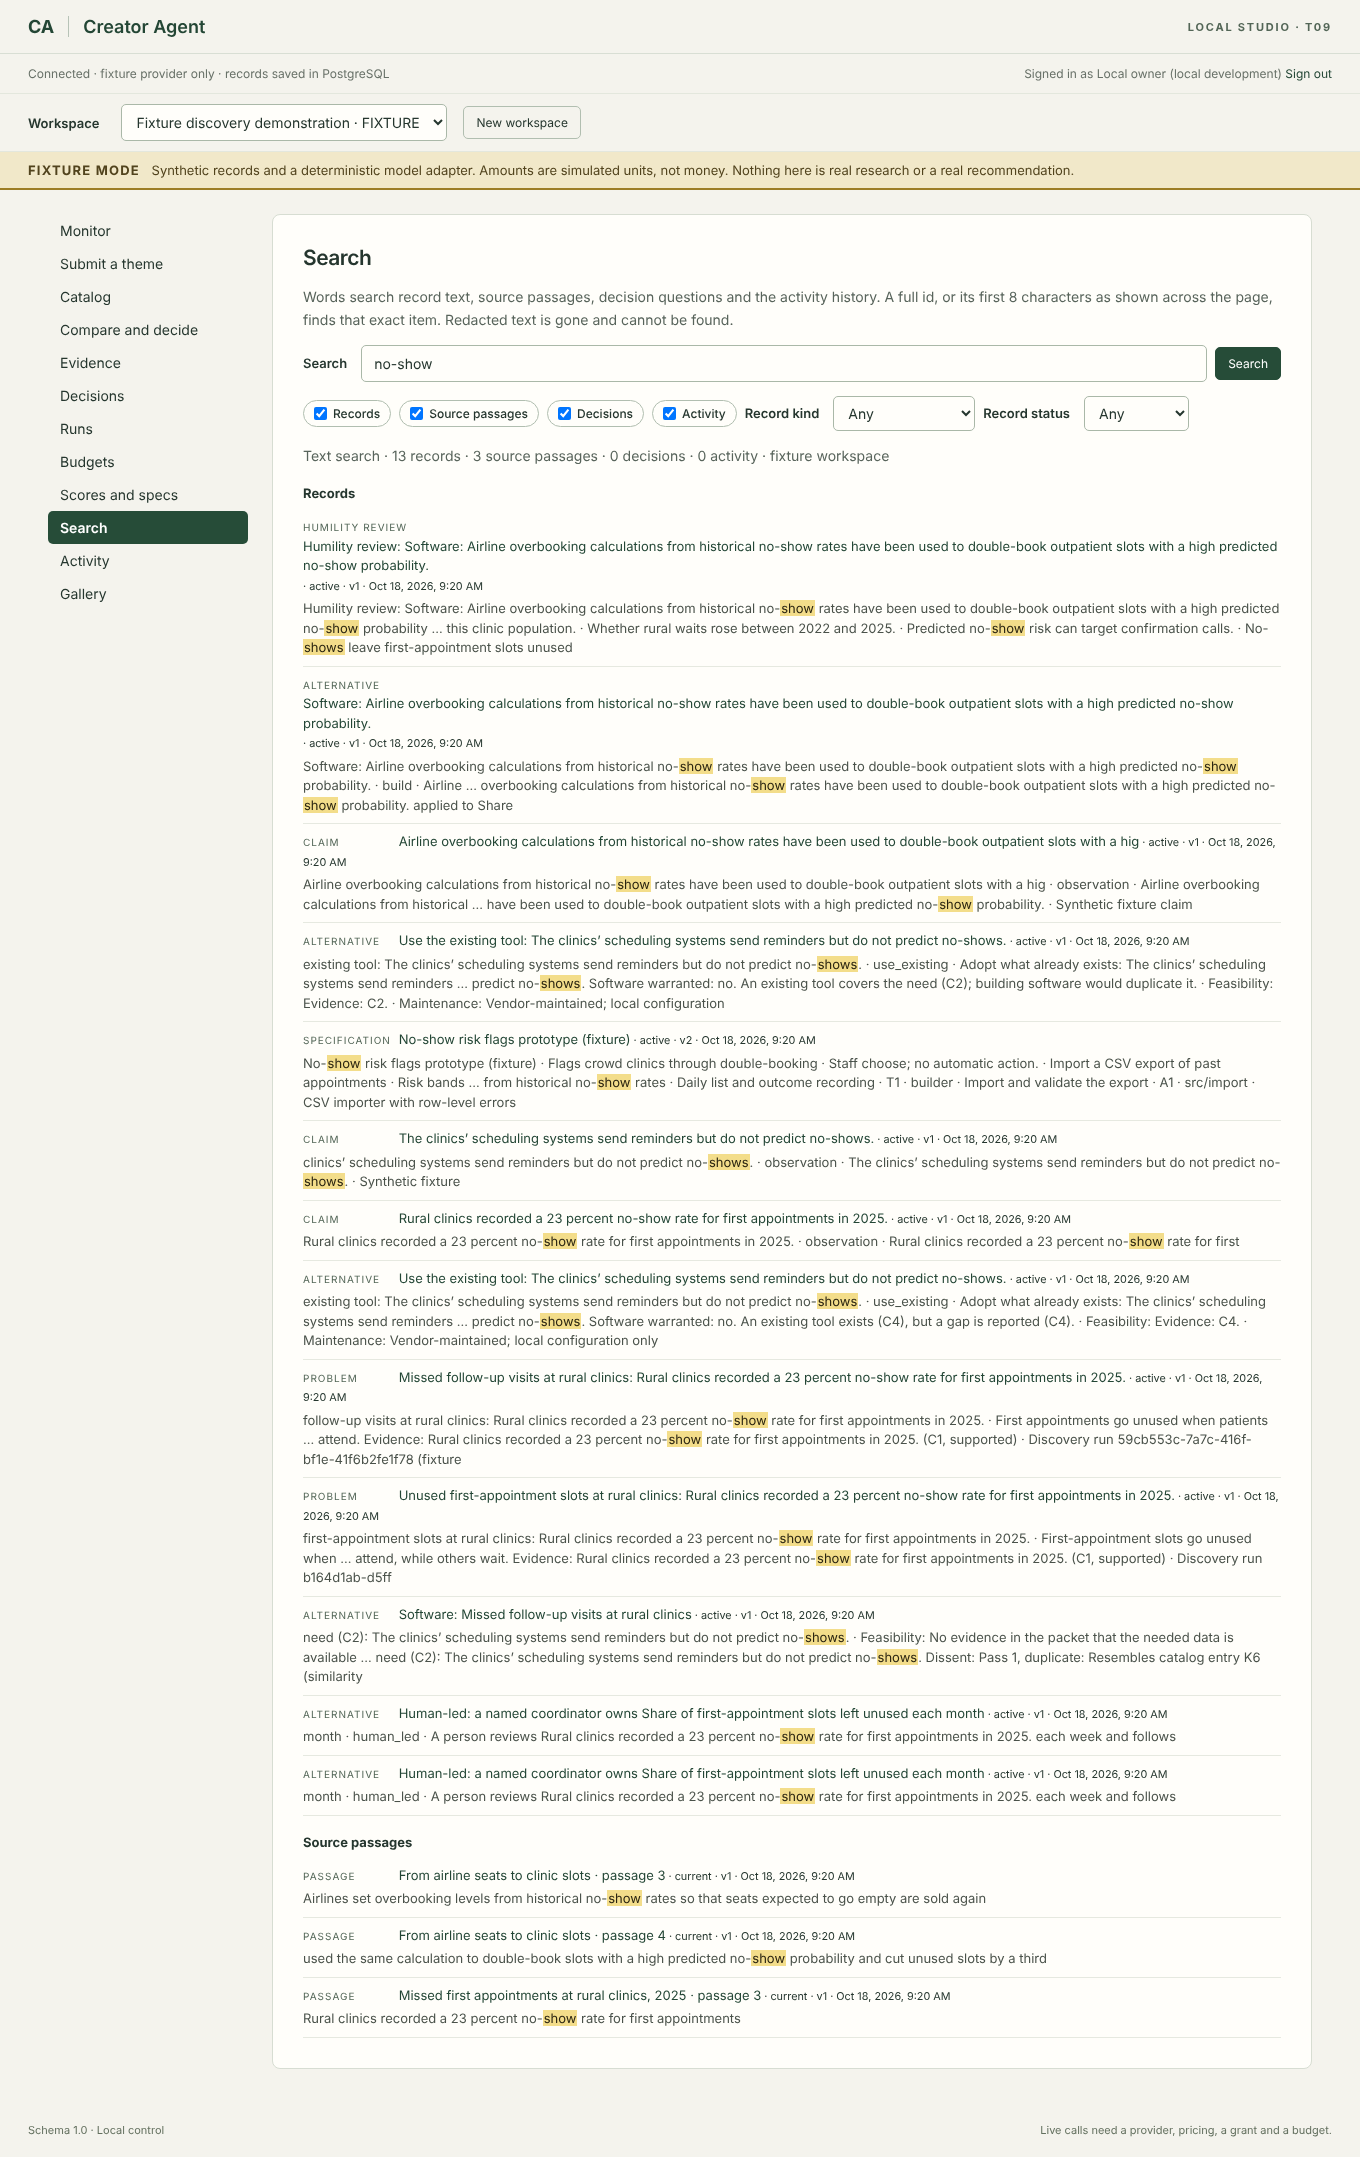 CA Creator Agent
LOCAL STUDIO · T09
Connected · fixture provider only · records saved in PostgreSQL
Signed in as Local owner (local development) Sign out
Workspace Fixture discovery demonstration · FIXTURE New workspace
FIXTURE MODE Synthetic records and a deterministic model adapter. Amounts are simulated units, not money. Nothing here is real research or a real recommendation.
Monitor
Submit a theme
Catalog
Compare and decide
Evidence
Decisions
Runs
Budgets
Scores and specs
Search
Activity
Gallery
Search
Words search record text, source passages, decision questions and the activity history. A full id, or its first 8 characters as shown across the page,
finds that exact item. Redacted text is gone and cannot be found.
Search no-show Search
Records Source passages Decisions Activity Record kind Any Record status Any
Text search · 13 records · 3 source passages · 0 decisions · 0 activity · fixture workspace
Records
HUMILITY REVIEW
Humility review: Software: Airline overbooking calculations from historical no-show rates have been used to double-book outpatient slots with a high predicted
no-show probability.
· active · v1 · Oct 18, 2026, 9:20 AM
Humility review: Software: Airline overbooking calculations from historical no-show rates have been used to double-book outpatient slots with a high predicted
no-show probability … this clinic population. · Whether rural waits rose between 2022 and 2025. · Predicted no-show risk can target confirmation calls. · No-
shows leave first-appointment slots unused
ALTERNATIVE
Software: Airline overbooking calculations from historical no-show rates have been used to double-book outpatient slots with a high predicted no-show
probability.
· active · v1 · Oct 18, 2026, 9:20 AM
Software: Airline overbooking calculations from historical no-show rates have been used to double-book outpatient slots with a high predicted no-show
probability. · build · Airline … overbooking calculations from historical no-show rates have been used to double-book outpatient slots with a high predicted no-
show probability. applied to Share
CLAIM Airline overbooking calculations from historical no-show rates have been used to double-book outpatient slots with a hig · active · v1 · Oct 18, 2026,
9:20 AM
Airline overbooking calculations from historical no-show rates have been used to double-book outpatient slots with a hig · observation · Airline overbooking
calculations from historical … have been used to double-book outpatient slots with a high predicted no-show probability. · Synthetic fixture claim
ALTERNATIVE Use the existing tool: The clinics’ scheduling systems send reminders but do not predict no-shows. · active · v1 · Oct 18, 2026, 9:20 AM
existing tool: The clinics’ scheduling systems send reminders but do not predict no-shows. · use_existing · Adopt what already exists: The clinics’ scheduling
systems send reminders … predict no-shows. Software warranted: no. An existing tool covers the need (C2); building software would duplicate it. · Feasibility:
Evidence: C2. · Maintenance: Vendor-maintained; local configuration
SPECIFICATION No-show risk flags prototype (fixture) · active · v2 · Oct 18, 2026, 9:20 AM
No-show risk flags prototype (fixture) · Flags crowd clinics through double-booking · Staff choose; no automatic action. · Import a CSV export of past
appointments · Risk bands … from historical no-show rates · Daily list and outcome recording · T1 · builder · Import and validate the export · A1 · src/import ·
CSV importer with row-level errors
CLAIM The clinics’ scheduling systems send reminders but do not predict no-shows. · active · v1 · Oct 18, 2026, 9:20 AM
clinics’ scheduling systems send reminders but do not predict no-shows. · observation · The clinics’ scheduling systems send reminders but do not predict no-
shows. · Synthetic fixture
CLAIM Rural clinics recorded a 23 percent no-show rate for first appointments in 2025. · active · v1 · Oct 18, 2026, 9:20 AM
Rural clinics recorded a 23 percent no-show rate for first appointments in 2025. · observation · Rural clinics recorded a 23 percent no-show rate for first
ALTERNATIVE Use the existing tool: The clinics’ scheduling systems send reminders but do not predict no-shows. · active · v1 · Oct 18, 2026, 9:20 AM
existing tool: The clinics’ scheduling systems send reminders but do not predict no-shows. · use_existing · Adopt what already exists: The clinics’ scheduling
systems send reminders … predict no-shows. Software warranted: no. An existing tool exists (C4), but a gap is reported (C4). · Feasibility: Evidence: C4. ·
Maintenance: Vendor-maintained; local configuration only
PROBLEM Missed follow-up visits at rural clinics: Rural clinics recorded a 23 percent no-show rate for first appointments in 2025. · active · v1 · Oct 18, 2026,
9:20 AM
follow-up visits at rural clinics: Rural clinics recorded a 23 percent no-show rate for first appointments in 2025. · First appointments go unused when patients
… attend. Evidence: Rural clinics recorded a 23 percent no-show rate for first appointments in 2025. (C1, supported) · Discovery run 59cb553c-7a7c-416f-
bf1e-41f6b2fe1f78 (fixture
PROBLEM Unused first-appointment slots at rural clinics: Rural clinics recorded a 23 percent no-show rate for first appointments in 2025. · active · v1 · Oct 18,
2026, 9:20 AM
first-appointment slots at rural clinics: Rural clinics recorded a 23 percent no-show rate for first appointments in 2025. · First-appointment slots go unused
when … attend, while others wait. Evidence: Rural clinics recorded a 23 percent no-show rate for first appointments in 2025. (C1, supported) · Discovery run
b164d1ab-d5ff
ALTERNATIVE Software: Missed follow-up visits at rural clinics · active · v1 · Oct 18, 2026, 9:20 AM
need (C2): The clinics’ scheduling systems send reminders but do not predict no-shows. · Feasibility: No evidence in the packet that the needed data is
available … need (C2): The clinics’ scheduling systems send reminders but do not predict no-shows. Dissent: Pass 1, duplicate: Resembles catalog entry K6
(similarity
ALTERNATIVE Human-led: a named coordinator owns Share of first-appointment slots left unused each month · active · v1 · Oct 18, 2026, 9:20 AM
month · human_led · A person reviews Rural clinics recorded a 23 percent no-show rate for first appointments in 2025. each week and follows
ALTERNATIVE Human-led: a named coordinator owns Share of first-appointment slots left unused each month · active · v1 · Oct 18, 2026, 9:20 AM
month · human_led · A person reviews Rural clinics recorded a 23 percent no-show rate for first appointments in 2025. each week and follows
Source passages
PASSAGE From airline seats to clinic slots · passage 3 · current · v1 · Oct 18, 2026, 9:20 AM
Airlines set overbooking levels from historical no-show rates so that seats expected to go empty are sold again
PASSAGE From airline seats to clinic slots · passage 4 · current · v1 · Oct 18, 2026, 9:20 AM
used the same calculation to double-book slots with a high predicted no-show probability and cut unused slots by a third
PASSAGE Missed first appointments at rural clinics, 2025 · passage 3 · current · v1 · Oct 18, 2026, 9:20 AM
Rural clinics recorded a 23 percent no-show rate for first appointments
Schema 1.0 · Local control
Live calls need a provider, pricing, a grant and a budget.